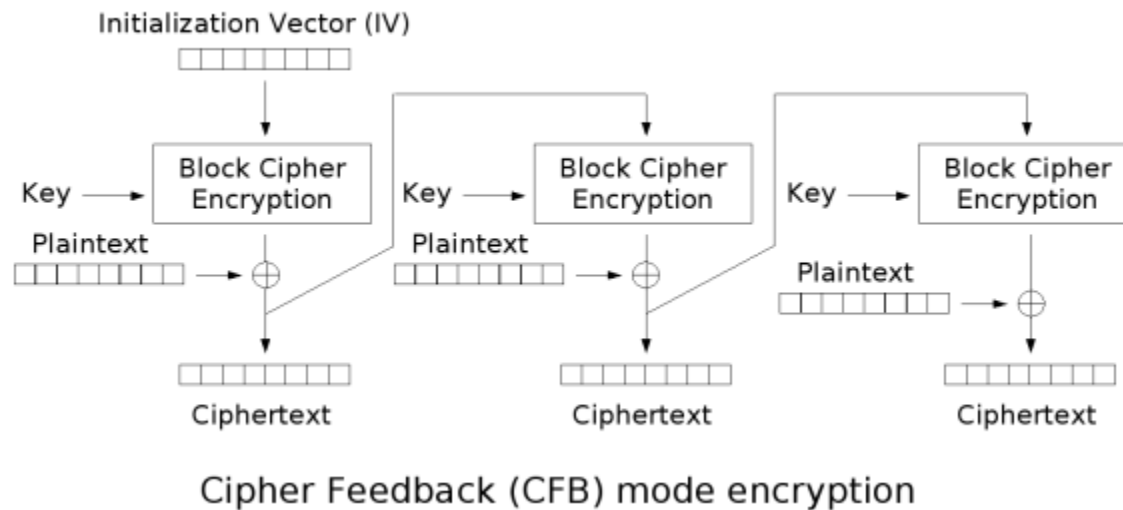 Initialization Vector (IV)
Block Cipher
Encryption
Key
Plaintext
Ciphertext
Block Cipher
Encryption
Key
Plaintext
Ciphertext
Block Cipher
Encryption
Key
Plaintext
Ciphertext
Cipher Feedback (CFB) mode encryption